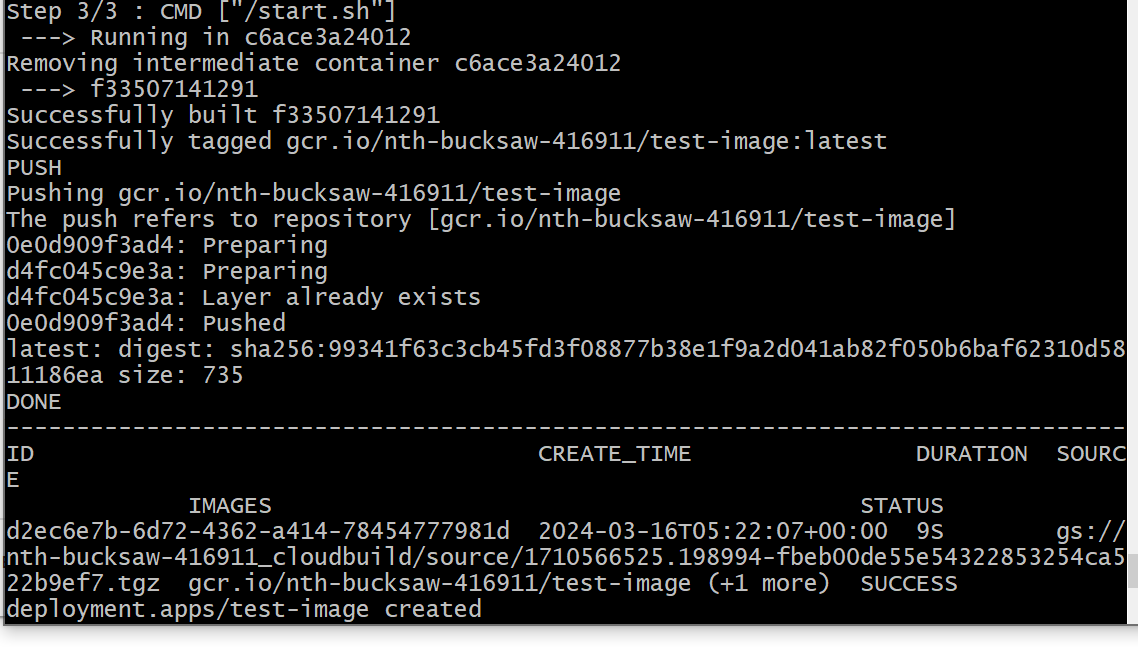 Step 3/3 : CMD ["/start.sh"]
 ---> Running in c6ace3a24012
Removing intermediate container c6ace3a24012
 ---> f33507141291
Successfully built f33507141291
Successfully tagged gcr.io/nth-bucksaw-416911/test-image:latest
PUSH
Pushing gcr.io/nth-bucksaw-416911/test-image
The push refers to repository [gcr.io/nth-bucksaw-416911/test-image]
0e0d909f3ad4: Preparing
d4fc045c9e3a: Preparing
d4fc045c9e3a: Layer already exists
0e0d909f3ad4: Pushed
latest: digest: sha256:99341f63c3cb45fd3f08877b38e1f9a2d041ab82f050b6baf62310d58
11186ea size: 735
DONE
--------------------------------------------------------------------------------
ID                                    CREATE_TIME                DURATION  SOURC
E
             IMAGES                                          STATUS
d2ec6e7b-6d72-4362-a414-78454777981d  2024-03-16T05:22:07+00:00  9S        gs://
nth-bucksaw-416911_cloudbuild/source/1710566525.198994-fbeb00de55e54322853254ca5
22b9ef7.tgz  gcr.io/nth-bucksaw-416911/test-image (+1 more)  SUCCESS
deployment.apps/test-image created